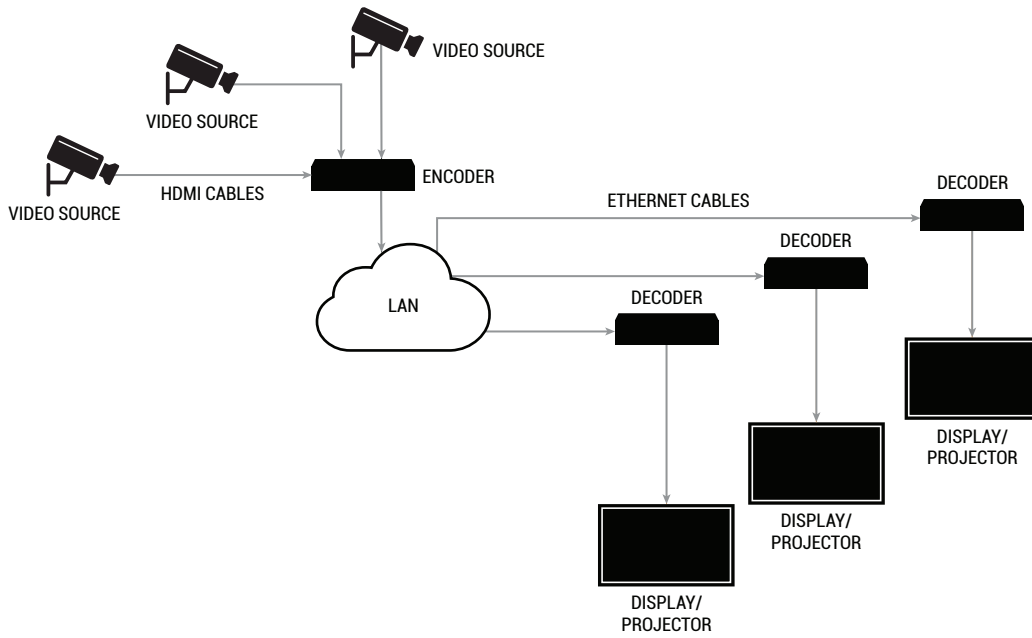 VIDEO SOURCE
VIDEO SOURCE
VIDEO SOURCE
HDMI CABLES
ENCODER
ETHERNET CABLES
DECODER
DECODER
DECODER
LAN
DISPLAY/
PROJECTOR
DISPLAY/
PROJECTOR
DISPLAY/
PROJECTOR